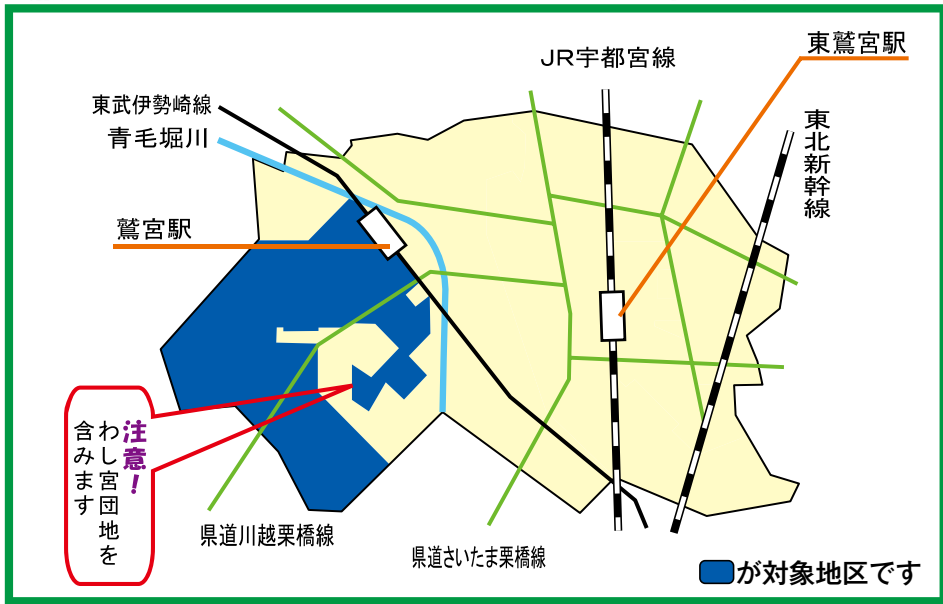 東鷲宮駅
JR宇都宮線
東武伊勢崎線
青毛堀川
東北新幹線
鷲宮駅
注意!
わし宮団地を
含みます
県道川越栗橋線
県道さいたま栗橋線
が対象地区です